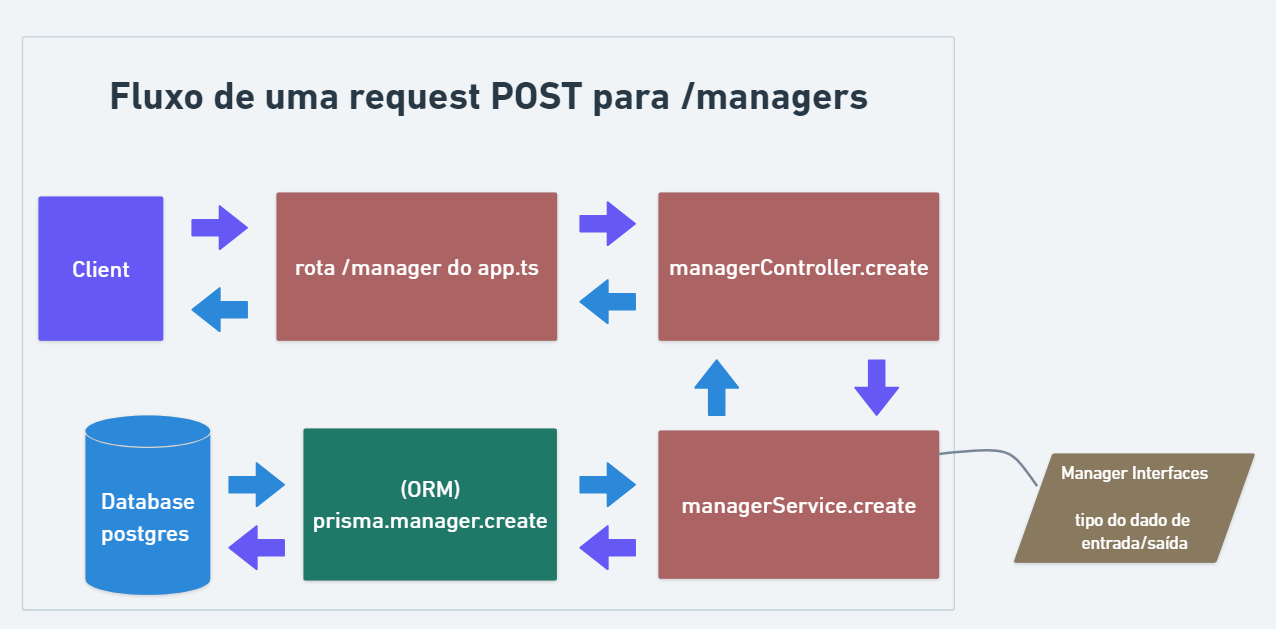 Fluxo de uma request POST para /managers
Client
rota /manager do app.ts
managerController.create
Database
postgres
(ORM)
prisma.manager.create
managerService.create
Manager Interfaces
tipo do dado de
entrada/saída